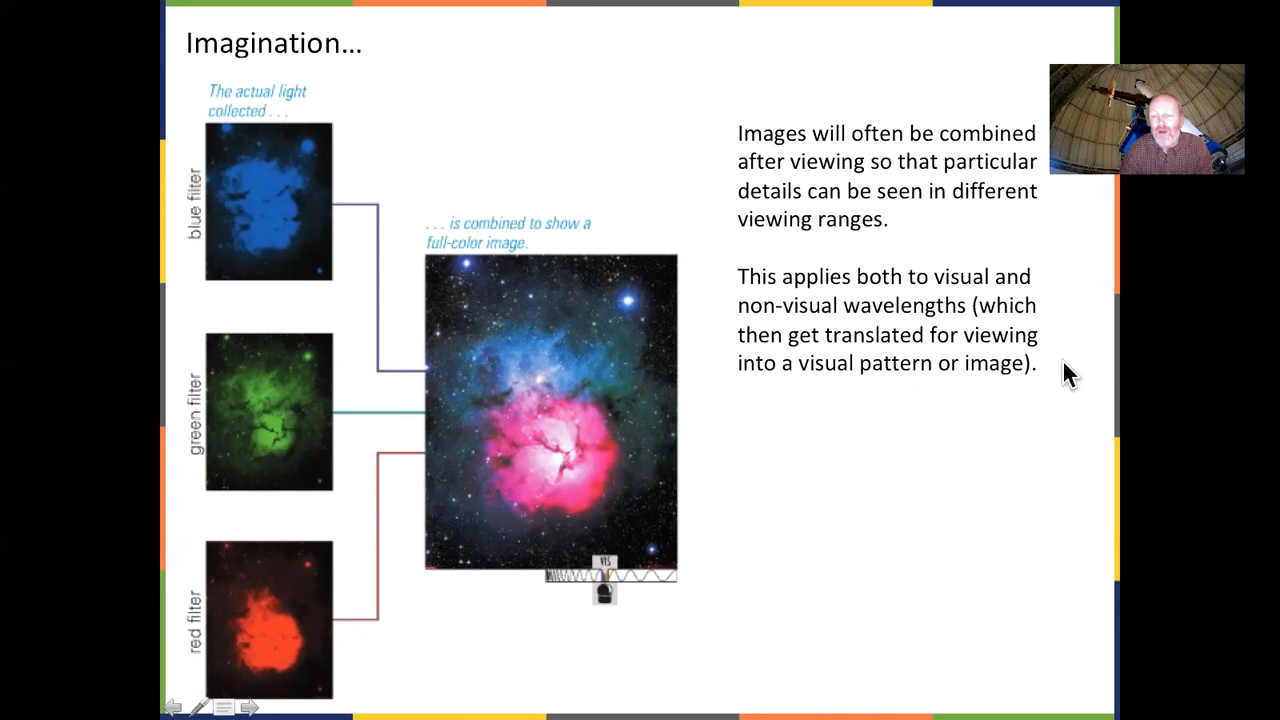 Imagination...
The actual light
collected . . .
blue filter
green filter
red filter
. . . is combined to show a
full-color image.
VIS
Images will often be combined
after viewing so that particular
details can be seen in different
viewing ranges.
This applies both to visual and
non-visual wavelengths (which
then get translated for viewing
into a visual pattern or image).